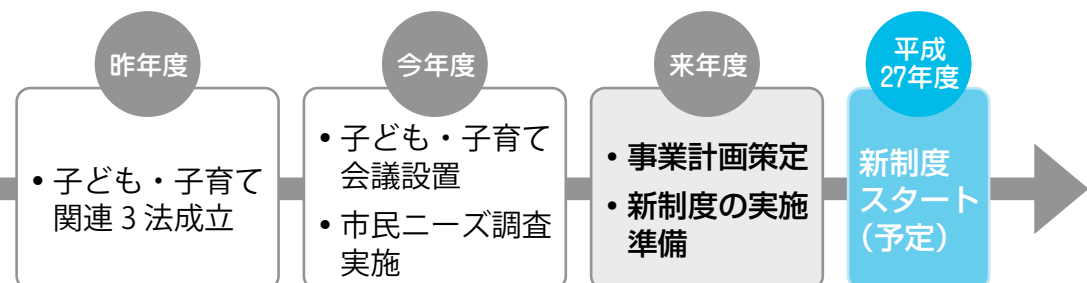 昨年度
・子ども・子育て
関連3法成立
今年度
・子ども・子育て
会議設置
・市民ニーズ調査
実施
来年度
・事業計画策定
・新制度の実施
準備
平成
27年度
新制度
スタート
（予定）